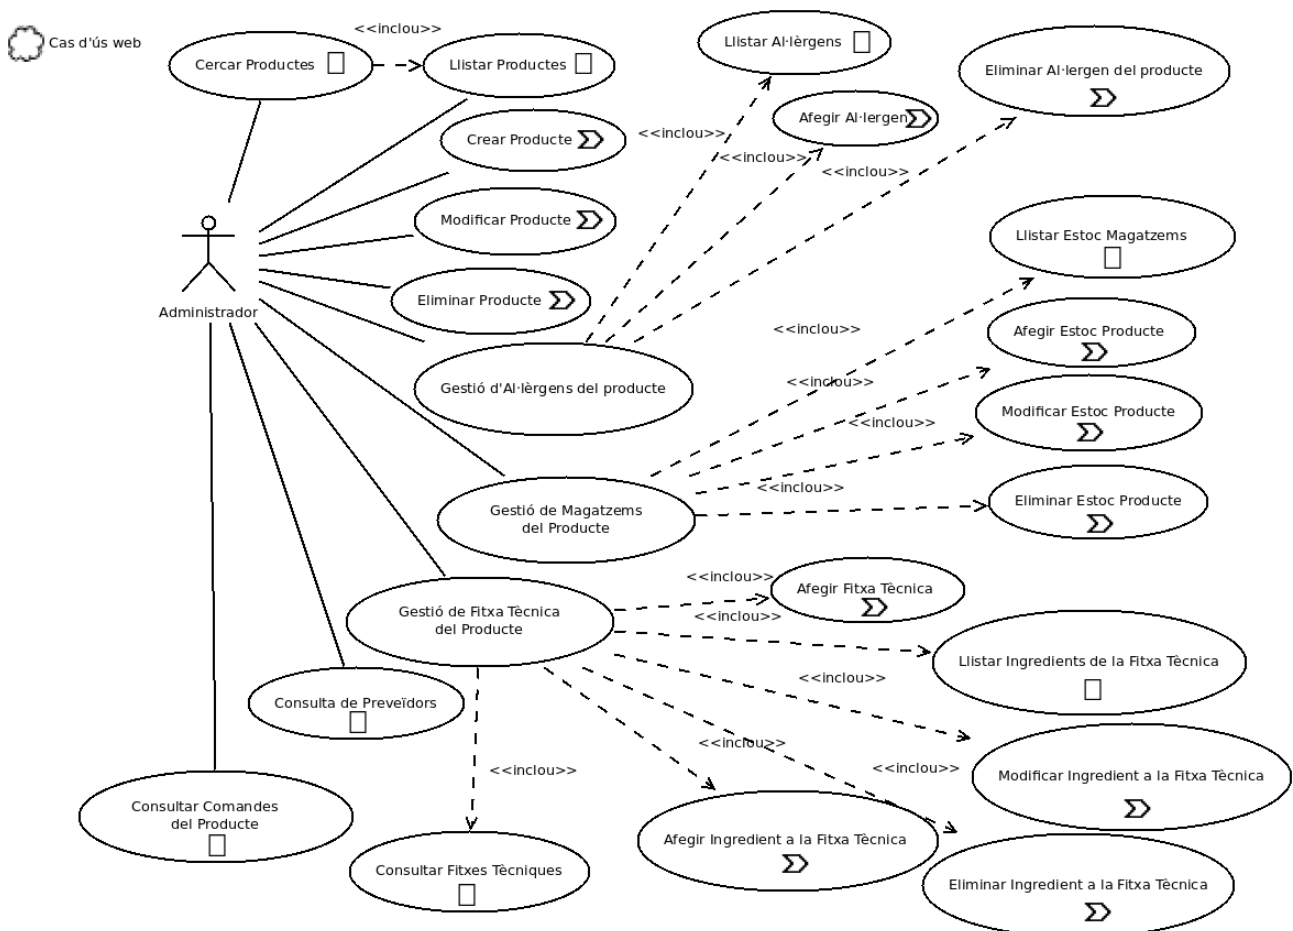 <<inclou>>
Cas d'ús web
Cercar Productes
Llistar Productes
Llistar Al·lèrgens
Eliminar Al·lergen del producte
Afegir Al·lergen
Crear Producte
<<inclou>>
<<inclou>>
<<inclou>>
Modificar Producte
Llistar Estoc Magatzems
Eliminar Producte
Administrador
<<inclou>>
Afegir Estoc Producte
Gestió d'Al·lèrgens del producte
<<inclou>>
Modificar Estoc Producte
<<inclou>>
<<inclou>>
Eliminar Estoc Producte
Gestió de Magatzems
del Producte
<<inclou>>
Afegir Fitxa Tècnica
Gestió de Fitxa Tècnica
del Producte
<<inclou>>
Llistar Ingredients de la Fitxa Tècnica
<<inclou>>
Consulta de Preveïdors
<<inclou>>
<<inclou>>
<<inclou>>
Modificar Ingredient a la Fitxa Tècnica
Consultar Comandes
del Producte
Afegir Ingredient a la Fitxa Tècnica
Consultar Fitxes Tècniques
Eliminar Ingredient a la Fitxa Tècnica